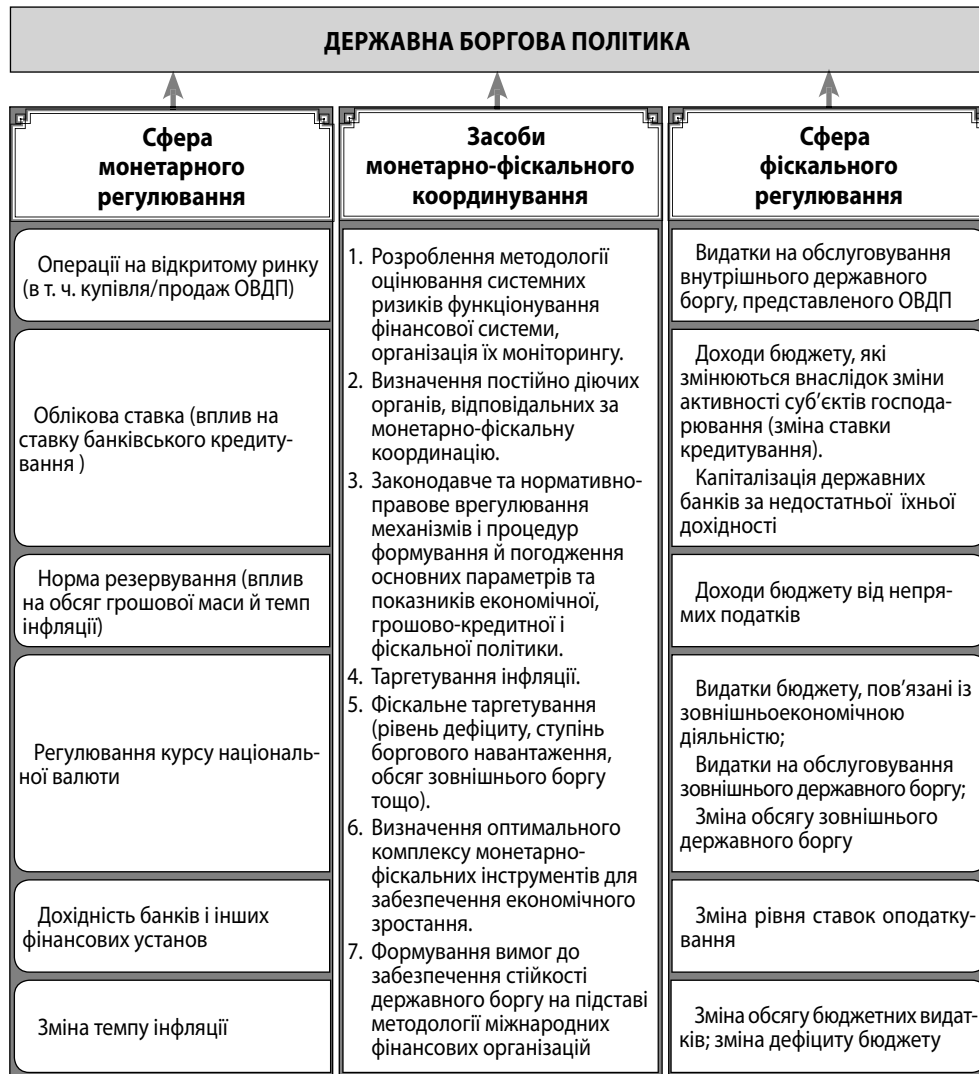 ДЕРЖАВНА БОРГОВА ПОЛІТИКА
Сфера
монетарного
регулювання
Операції на відкритому ринку
(в т. ч. купівля/продаж ОВДП)
Облікова ставка (вплив на
ставку банківського кредиту-
вання )
Норма резервування (вплив
на обсяг грошової маси й темп
інфляції)
Регулювання курсу національ-
ної валюти
Дохідність банків і інших
фінансових установ
Зміна темпу інфляції
Засоби
монетарно-фіскального
координування
1. Розроблення методології
оцінювання системних
ризиків функціонування
фінансової системи,
організація їх моніторингу.
2. Визначення постійно діючих
органів, відповідальних за
монетарно-фіскальну
координацію.
3. Законодавче та нормативно-
правове врегулювання
механізмів і процедур
формування й погодження
основних параметрів та
показників економічної,
грошово-кредитної і
фіскальної політики.
4. Таргетування інфляції.
5. Фіскальне таргетування
(рівень дефіциту, ступінь
боргового навантаження,
обсяг зовнішнього боргу
тощо).
6. Визначення оптимального
комплексу монетарно-
фіскальних інструментів для
забезпечення економічного
зростання.
7. Формування вимог до
забезпечення стійкості
державного боргу на підставі
методології міжнародних
фінансових організацій
Сфера
фіскального
регулювання
Видатки на обслуговування
внутрішнього державного
боргу, представленого ОВДП
Доходи бюджету, які
змінюються внаслідок зміни
активності суб’єктів господа-
рювання (зміна ставки
кредитування).
Капіталізація державних
банків за недостатньої їхньої
дохідності
Доходи бюджету від непря-
мих податків
Видатки бюджету, пов’язані із
зовнішньоекономічною
діяльністю;
Видатки на обслуговування
зовнішнього державного боргу;
Зміна обсягу зовнішнього
державного боргу
Зміна рівня ставок оподатку-
вання
Зміна обсягу бюджетних видат-
ків; зміна дефіциту бюджету